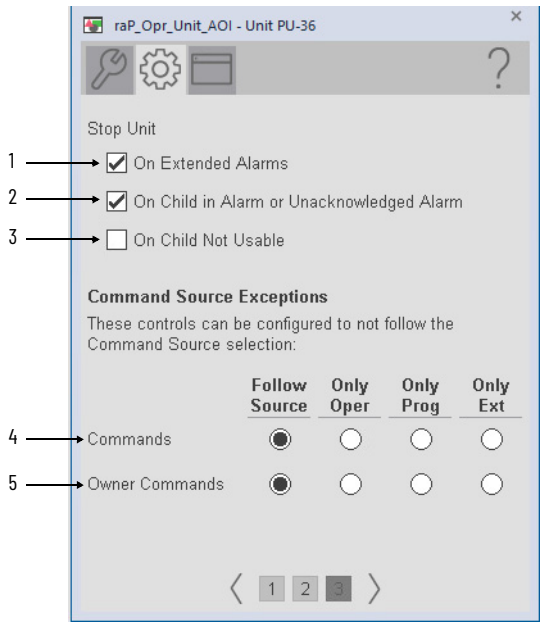 raP_Opr_Unit_AOI - Unit PU-36
?
Stop Unit
1 On Extended Alarms
2 On Child in Alarm or Unacknowledged Alarm
3 On Child Not Usable
Command Source Exceptions
These controls can be configured to not follow the
Command Source selection:
Follow Only Only Only
Source Oper Prog Ext
4 Commands
5 Owner Commands
1 2 3